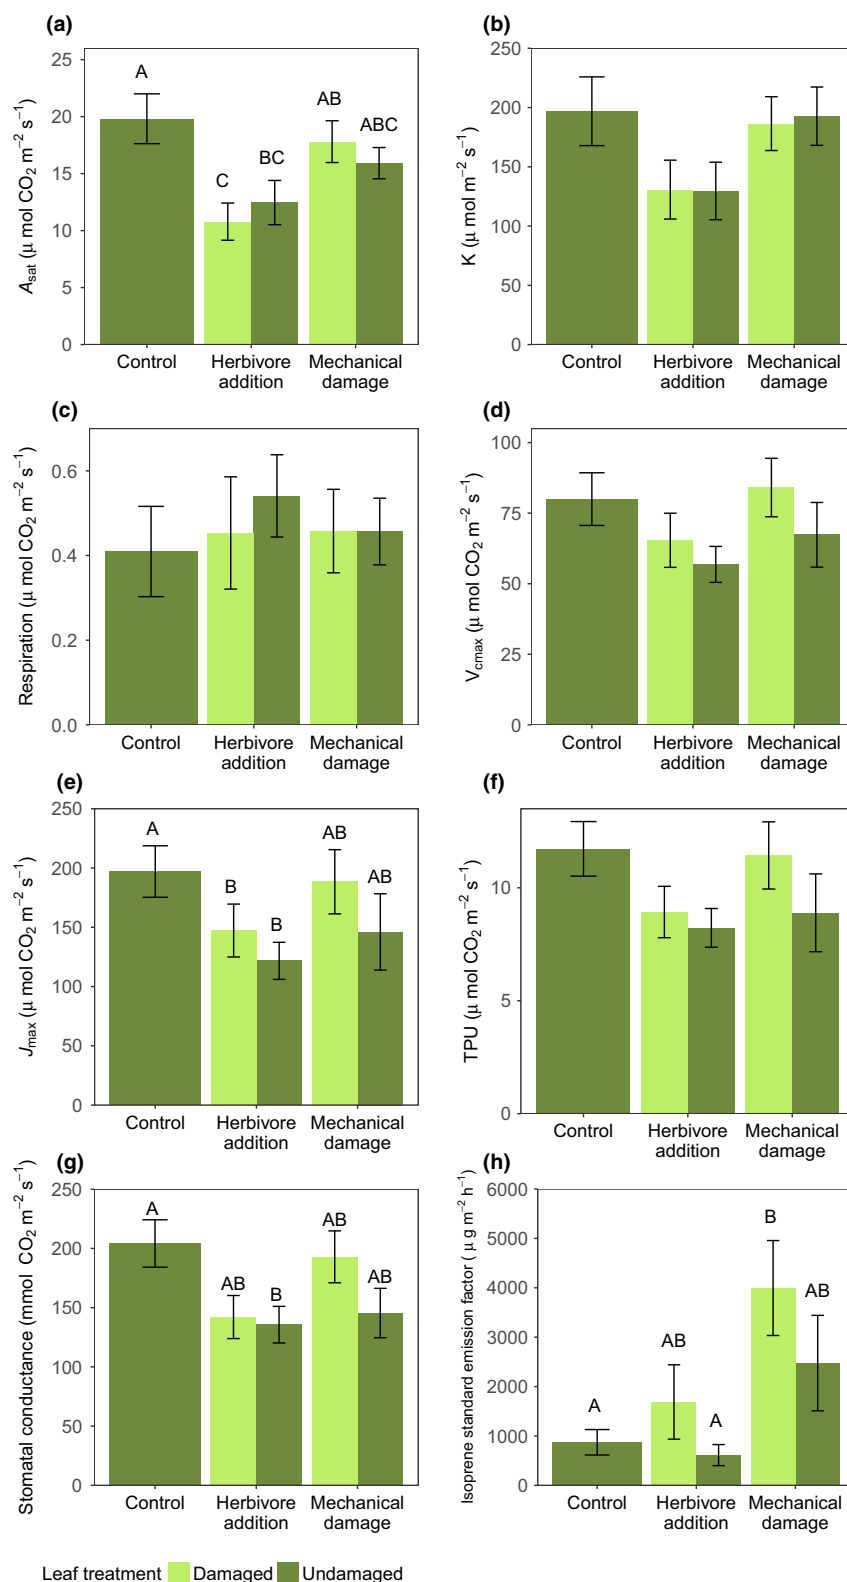 (a)
A_sat (μ mol CO₂ m⁻² s⁻¹)
25
20
15
10
5
0
A
C
BC
AB
ABC
Control
Herbivore
addition
Mechanical
damage
(b)
K (μ mol m⁻² s⁻¹)
250
200
150
100
50
0
Control
Herbivore
addition
Mechanical
damage
(c)
Respiration (μ mol CO₂ m⁻² s⁻¹)
0.6
0.4
0.2
0.0
Control
Herbivore
addition
Mechanical
damage
(d)
V_cmax (μ mol CO₂ m⁻² s⁻¹)
100
75
50
25
0
Control
Herbivore
addition
Mechanical
damage
(e)
J_max (μ mol CO₂ m⁻² s⁻¹)
250
200
150
100
50
0
A
B
B
AB
AB
Control
Herbivore
addition
Mechanical
damage
(f)
TPU (μ mol CO₂ m⁻² s⁻¹)
10
5
0
Control
Herbivore
addition
Mechanical
damage
(g)
Stomatal conductance (mmol CO₂ m⁻² s⁻¹)
250
200
150
100
50
0
A
AB
B
AB
AB
Control
Herbivore
addition
Mechanical
damage
(h)
Isoprene standard emission factor ( μ g m⁻² h⁻¹)
6000
5000
4000
3000
2000
1000
0
A
AB
A
B
AB
Control
Herbivore
addition
Mechanical
damage
Leaf treatment Damaged Undamaged